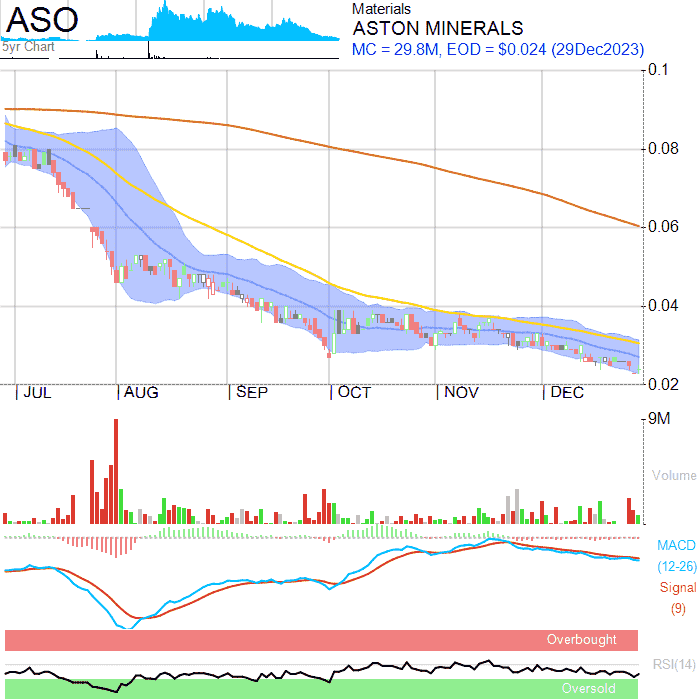 ASO
5yr Chart
Materials
ASTON MINERALS
MC = 29.8M, EOD = $0.024 (29Dec2023)
0.1
0.08
0.06
0.04
0.02
JUL AUG SEP OCT NOV DEC
9M
Volume
MACD
(12-26)
Signal
(9)
Overbought
RSI(14)
Oversold